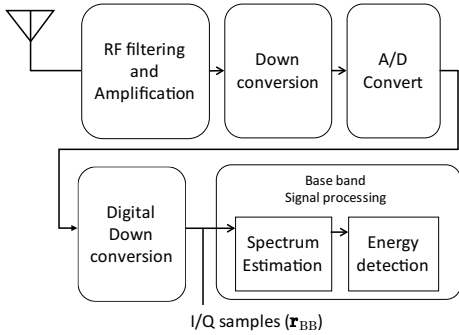 RF filtering
and
Amplification
Down
conversion
A/D
Convert
Digital
Down
conversion
Base band
Signal processing
Spectrum
Estimation
Energy
detection
I/Q samples (r_BB)